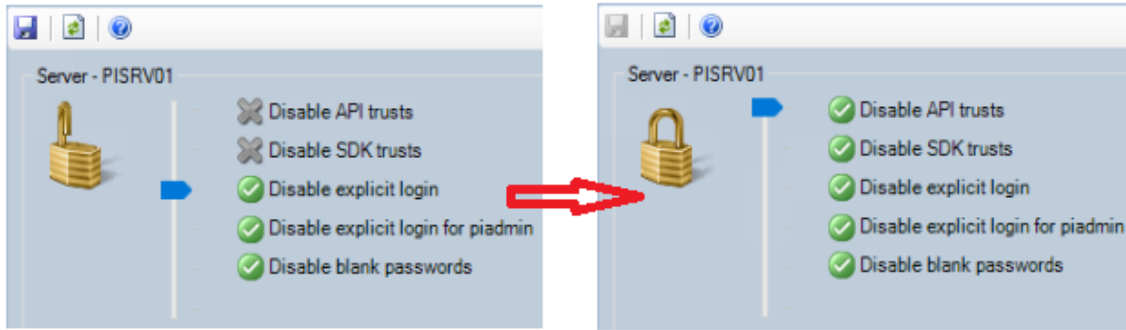 Server - PISRV01
Disable API trusts
Disable SDK trusts
Disable explicit login
Disable explicit login for piadmin
Disable blank passwords
Server - PISRV01
Disable API trusts
Disable SDK trusts
Disable explicit login
Disable explicit login for piadmin
Disable blank passwords